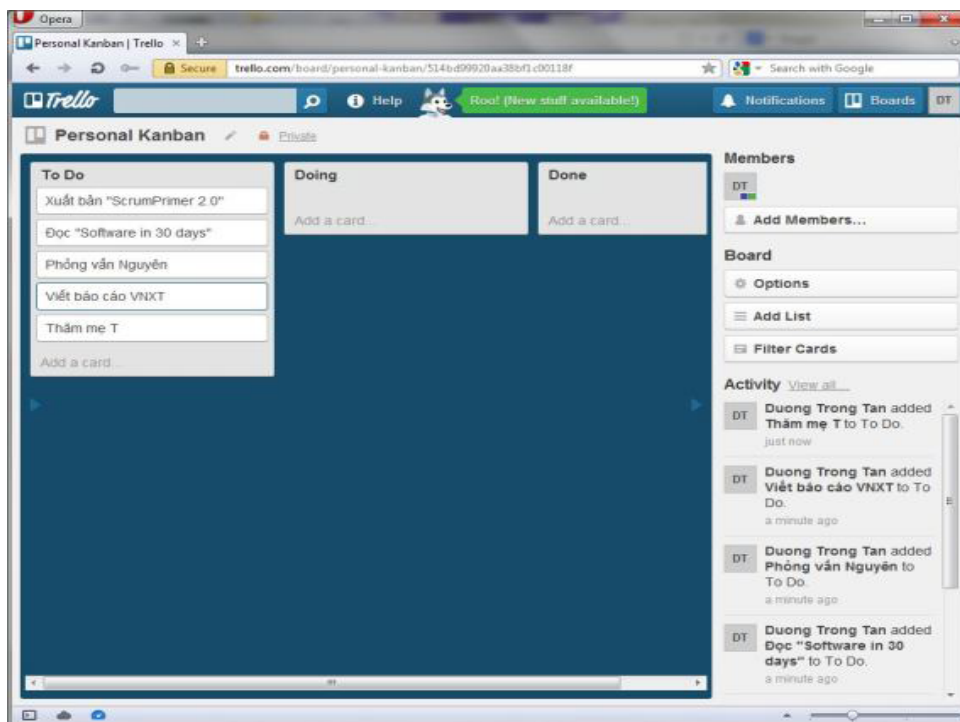 Opera
Personal Kanban | Trello
Secure
trello.com/board/personal-kanban/514bd99920aa38bf1c00118f
Search with Google
Trello
Help
Roo! (New stuff available!)
Notifications
Boards
DT
Personal Kanban
Private
To Do
Xuất bản "ScrumPrimer 2.0"
Đọc "Software in 30 days"
Phỏng vấn Nguyên
Viết báo cáo VNXT
Thăm mẹ T
Add a card...
Doing
Add a card...
Done
Add a card...
Members
DT
Add Members...
Board
Options
Add List
Filter Cards
Activity View all...
DT
Duong Trong Tan added
Thăm mẹ T to To Do.
just now
DT
Duong Trong Tan added
Viết báo cáo VNXT to To
Do.
a minute ago
DT
Duong Trong Tan added
Phỏng vấn Nguyên to
To Do.
a minute ago
DT
Duong Trong Tan added
Đọc "Software in 30
days" to To Do.
a minute ago